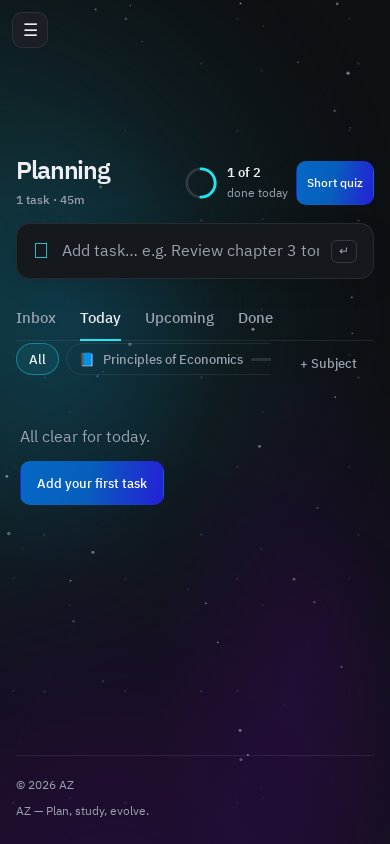 ☰
Planning
1 task · 45m
1 of 2
done today
Short quiz
Add task... e.g. Review chapter 3 tor
↵
Inbox
Today
Upcoming
Done
All
📘 Principles of Economics
+ Subject
All clear for today.
Add your first task
© 2026 AZ
AZ — Plan, study, evolve.